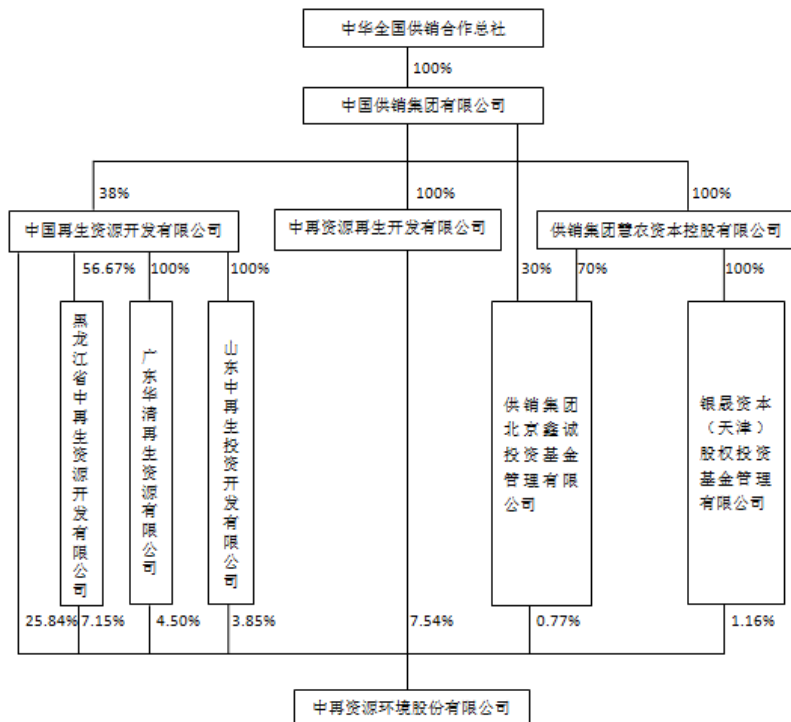 中华全国供销合作总社
100%
中国供销集团有限公司
38%
100%
100%
中国再生资源开发有限公司
中再资源再生开发有限公司
供销集团慧农资本控股有限公司
56.67%
100%
100%
30%
70%
100%
黑龙江省中再生资源开发有限公司
广东华清再生资源有限公司
山东中再生投资开发有限公司
供销集团
北京鑫诚
投资基金
管理有限
公司
银晟资本
（天津）
股权投资
基金管理
有限公司
25.84%
7.15%
4.50%
3.85%
7.54%
0.77%
1.16%
中再资源环境股份有限公司